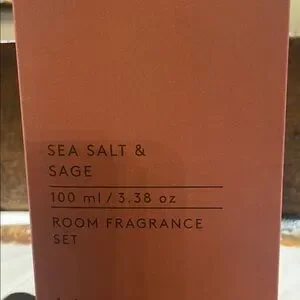 SEA SALT &
SAGE
100 ml / 3.38 oz
ROOM FRAGRANCE
SET